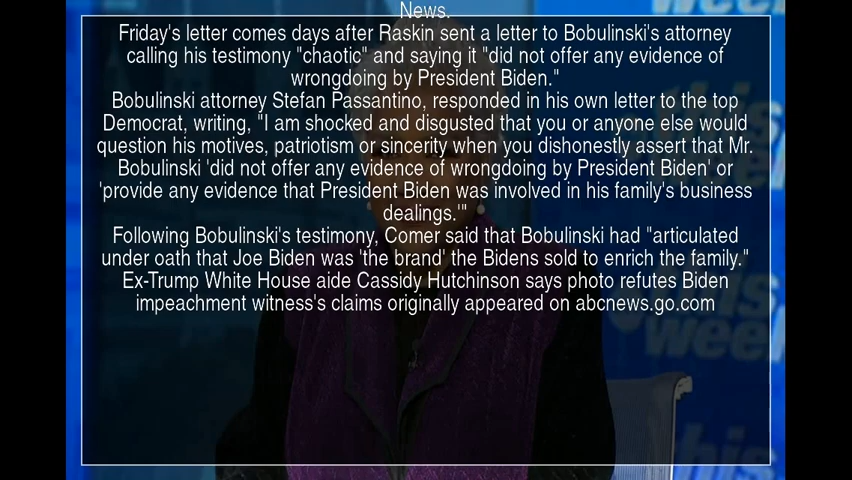 News.
Friday's letter comes days after Raskin sent a letter to Bobulinski's attorney
calling his testimony "chaotic" and saying it "did not offer any evidence of
wrongdoing by President Biden."
Bobulinski attorney Stefan Passantino, responded in his own letter to the top
Democrat, writing, "I am shocked and disgusted that you or anyone else would
question his motives, patriotism or sincerity when you dishonestly assert that Mr.
Bobulinski 'did not offer any evidence of wrongdoing by President Biden' or
'provide any evidence that President Biden was involved in his family's business
dealings.'"
Following Bobulinski's testimony, Comer said that Bobulinski had "articulated
under oath that Joe Biden was 'the brand' the Bidens sold to enrich the family."
Ex-Trump White House aide Cassidy Hutchinson says photo refutes Biden
impeachment witness's claims originally appeared on abcnews.go.com
this
week